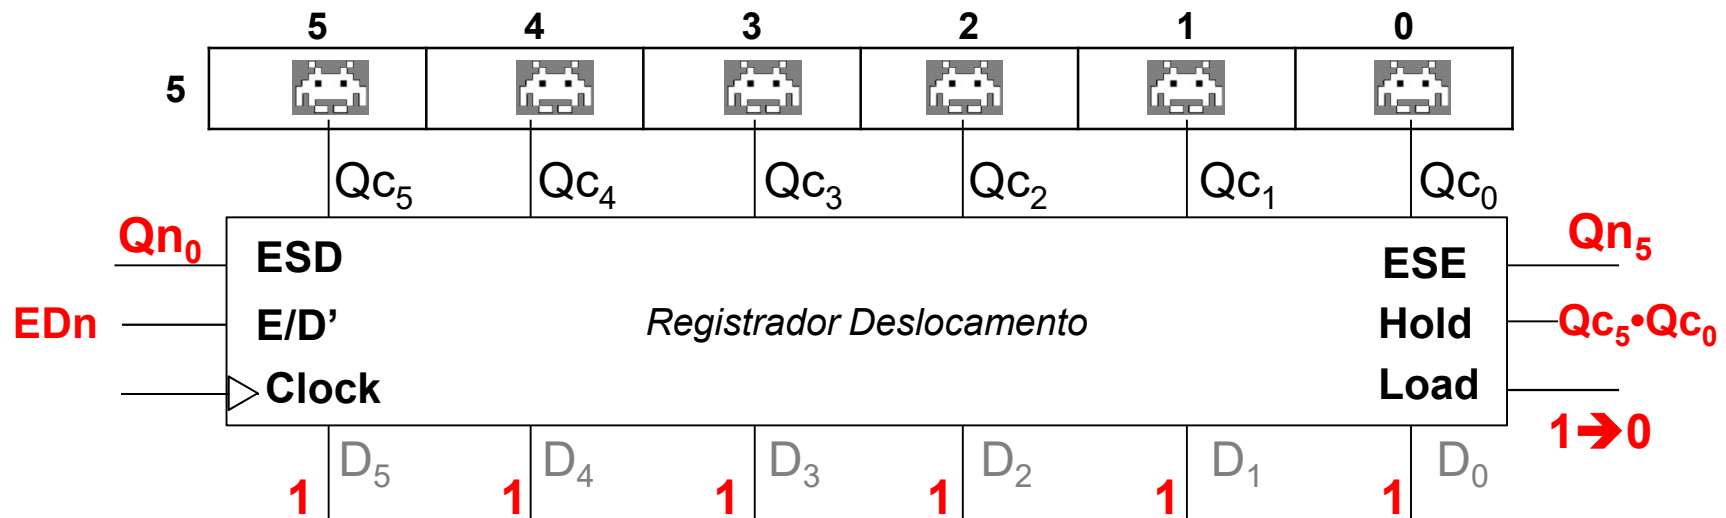 5 4 3 2 1 0
5
Qc₅ Qc₄ Qc₃ Qc₂ Qc₁ Qc₀
Qn₀ ESD ESE Qn₅
EDn E/D’ Registrador Deslocamento Hold Qc₅•Qc₀
Clock Load
1➔0
D₅ D₄ D₃ D₂ D₁ D₀
1 1 1 1 1 1